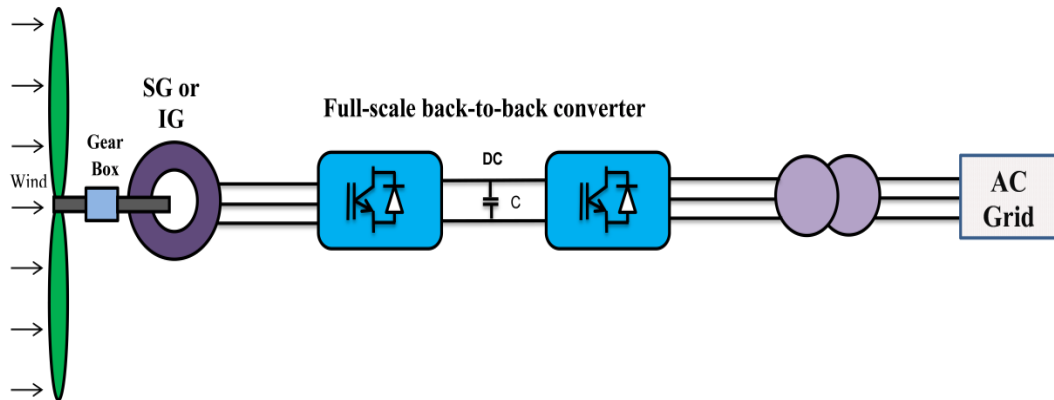 SG or
IG
Full-scale back-to-back converter
Gear
Box
Wind
DC
C
AC
Grid